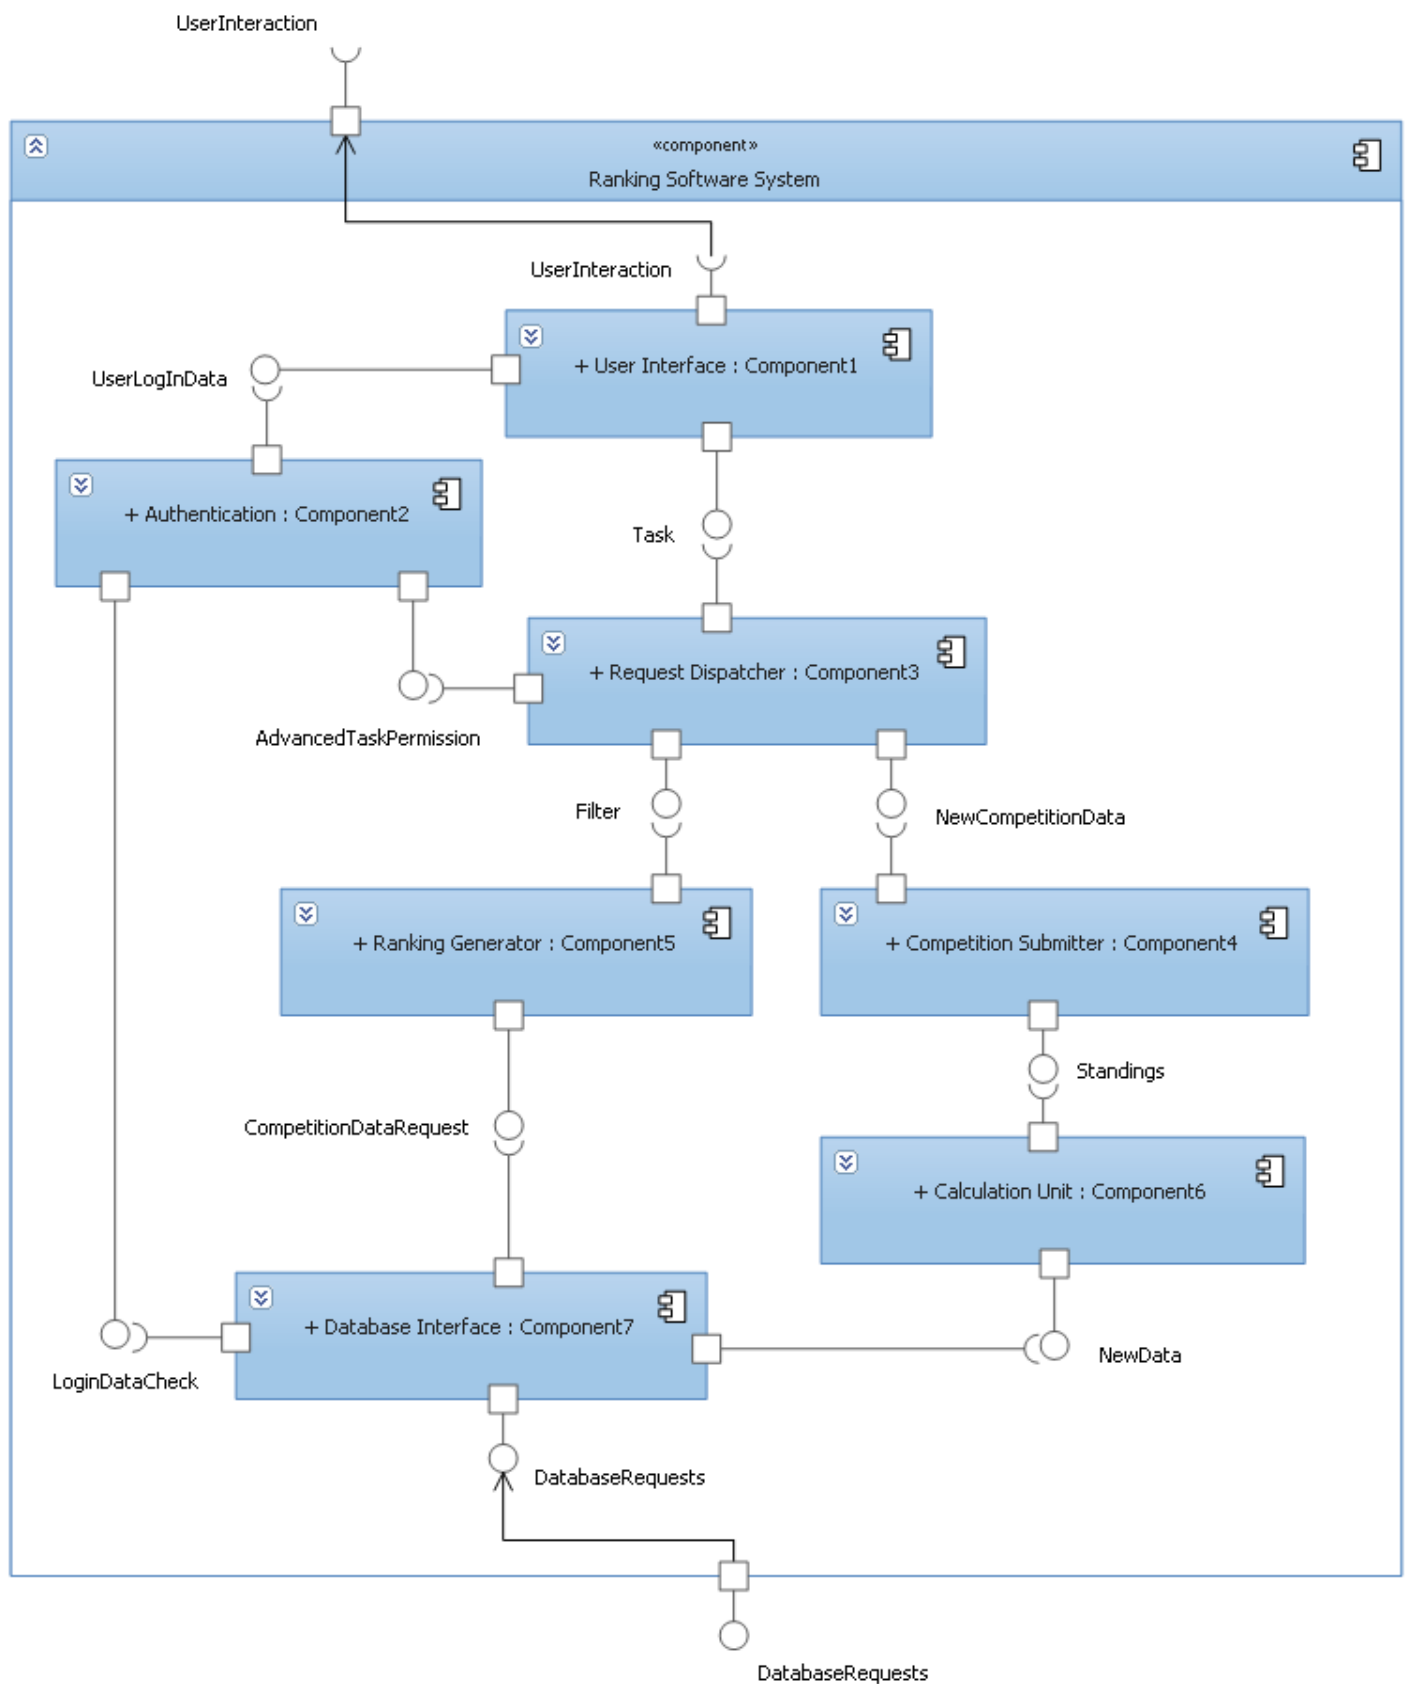 UserInteraction
«component»
Ranking Software System
UserInteraction
+ User Interface : Component1
UserLogInData
+ Authentication : Component2
Task
+ Request Dispatcher : Component3
AdvancedTaskPermission
Filter
NewCompetitionData
+ Ranking Generator : Component5
+ Competition Submitter : Component4
Standings
CompetitionDataRequest
+ Calculation Unit : Component6
+ Database Interface : Component7
NewData
LoginDataCheck
DatabaseRequests
DatabaseRequests